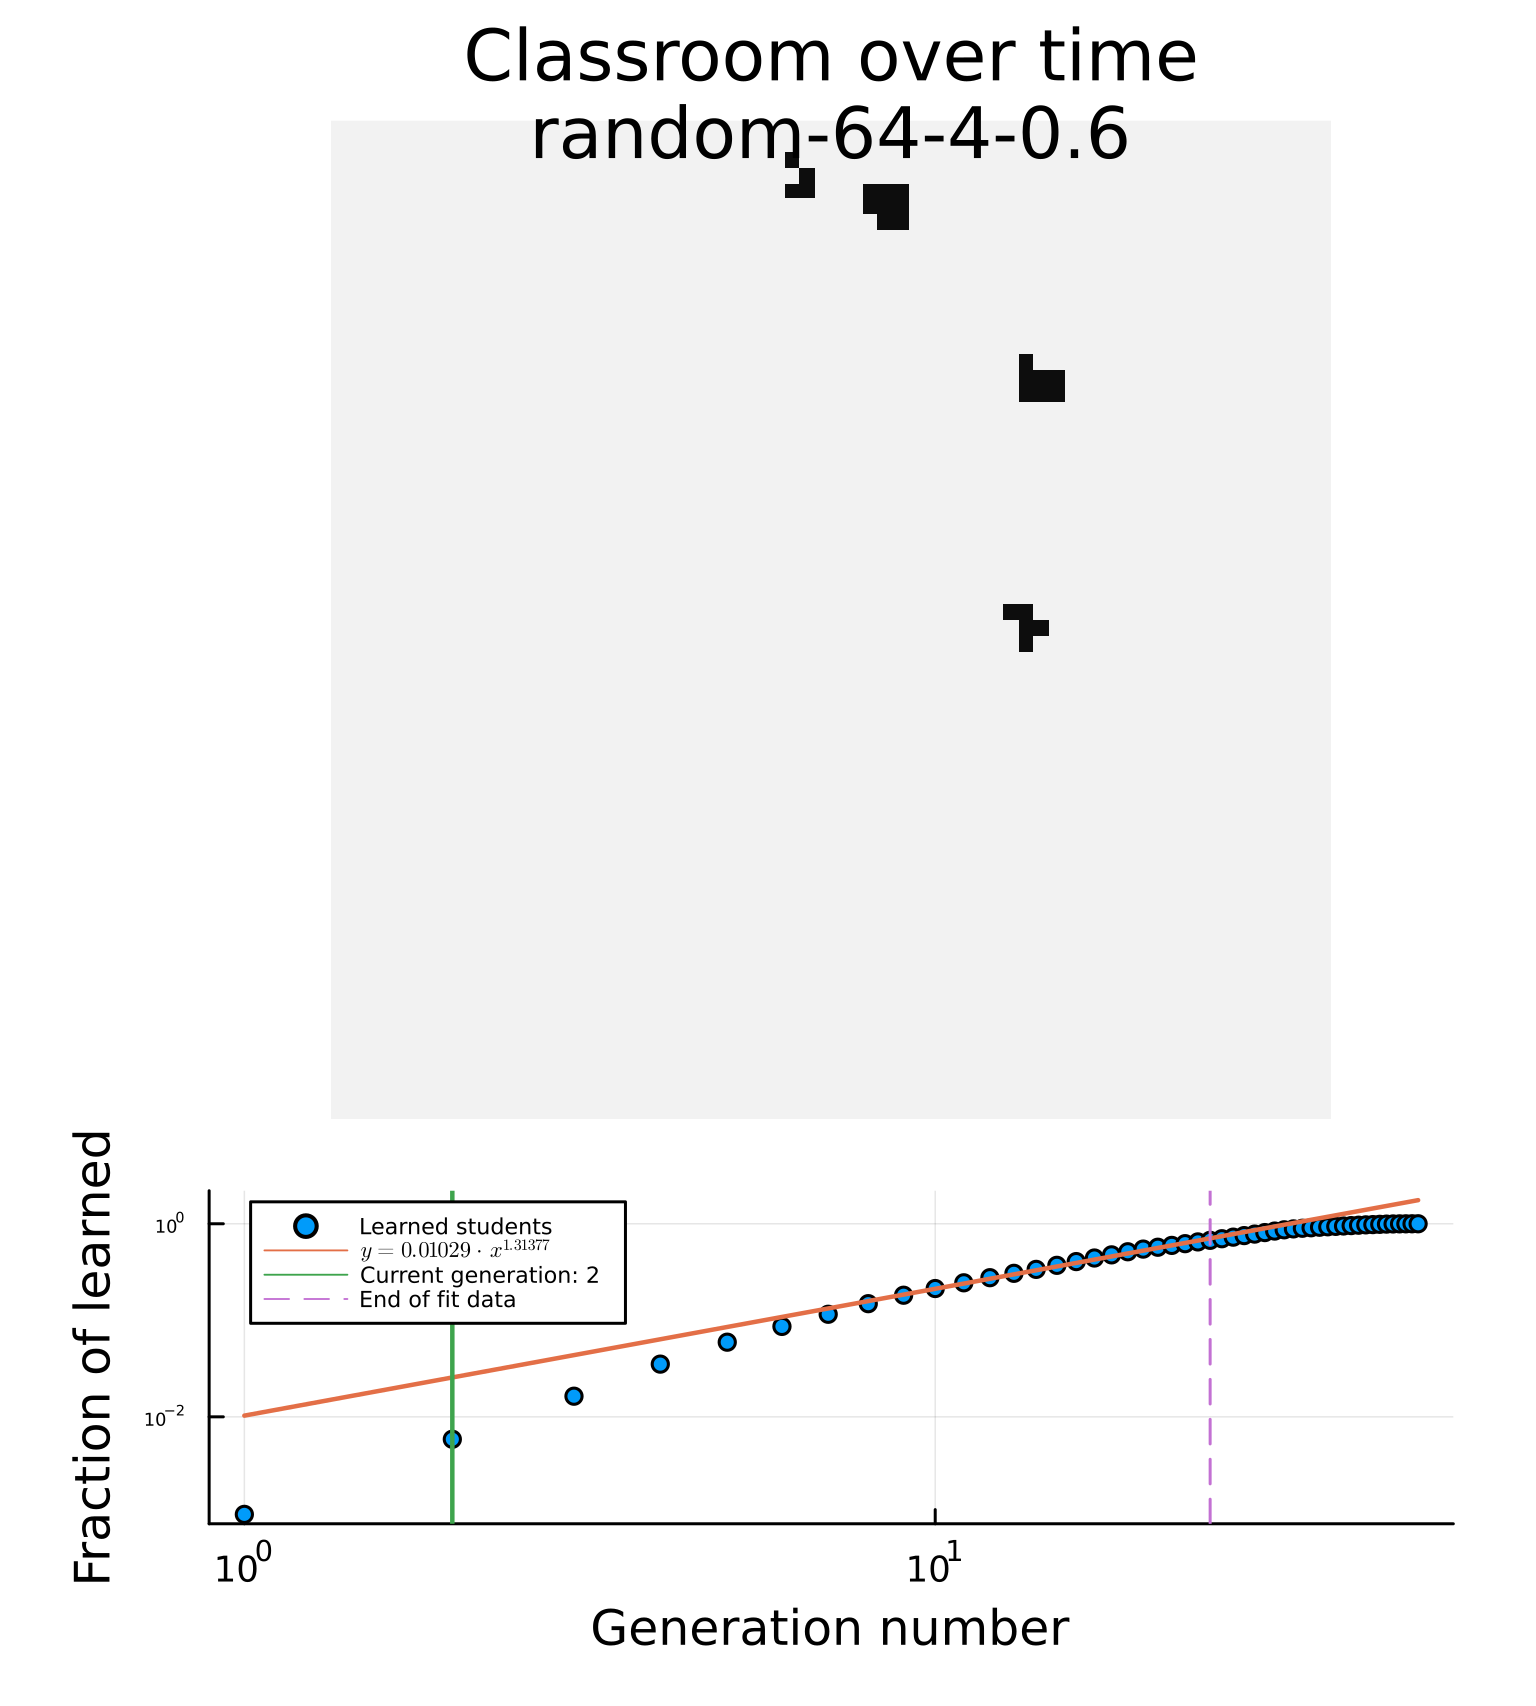 Classroom over time
random-64-4-0.6
Fraction of learned
10⁰
10⁻²
Learned students
y = 0.01029 · x^1.31377
Current generation: 2
End of fit data
10⁰
10¹
Generation number